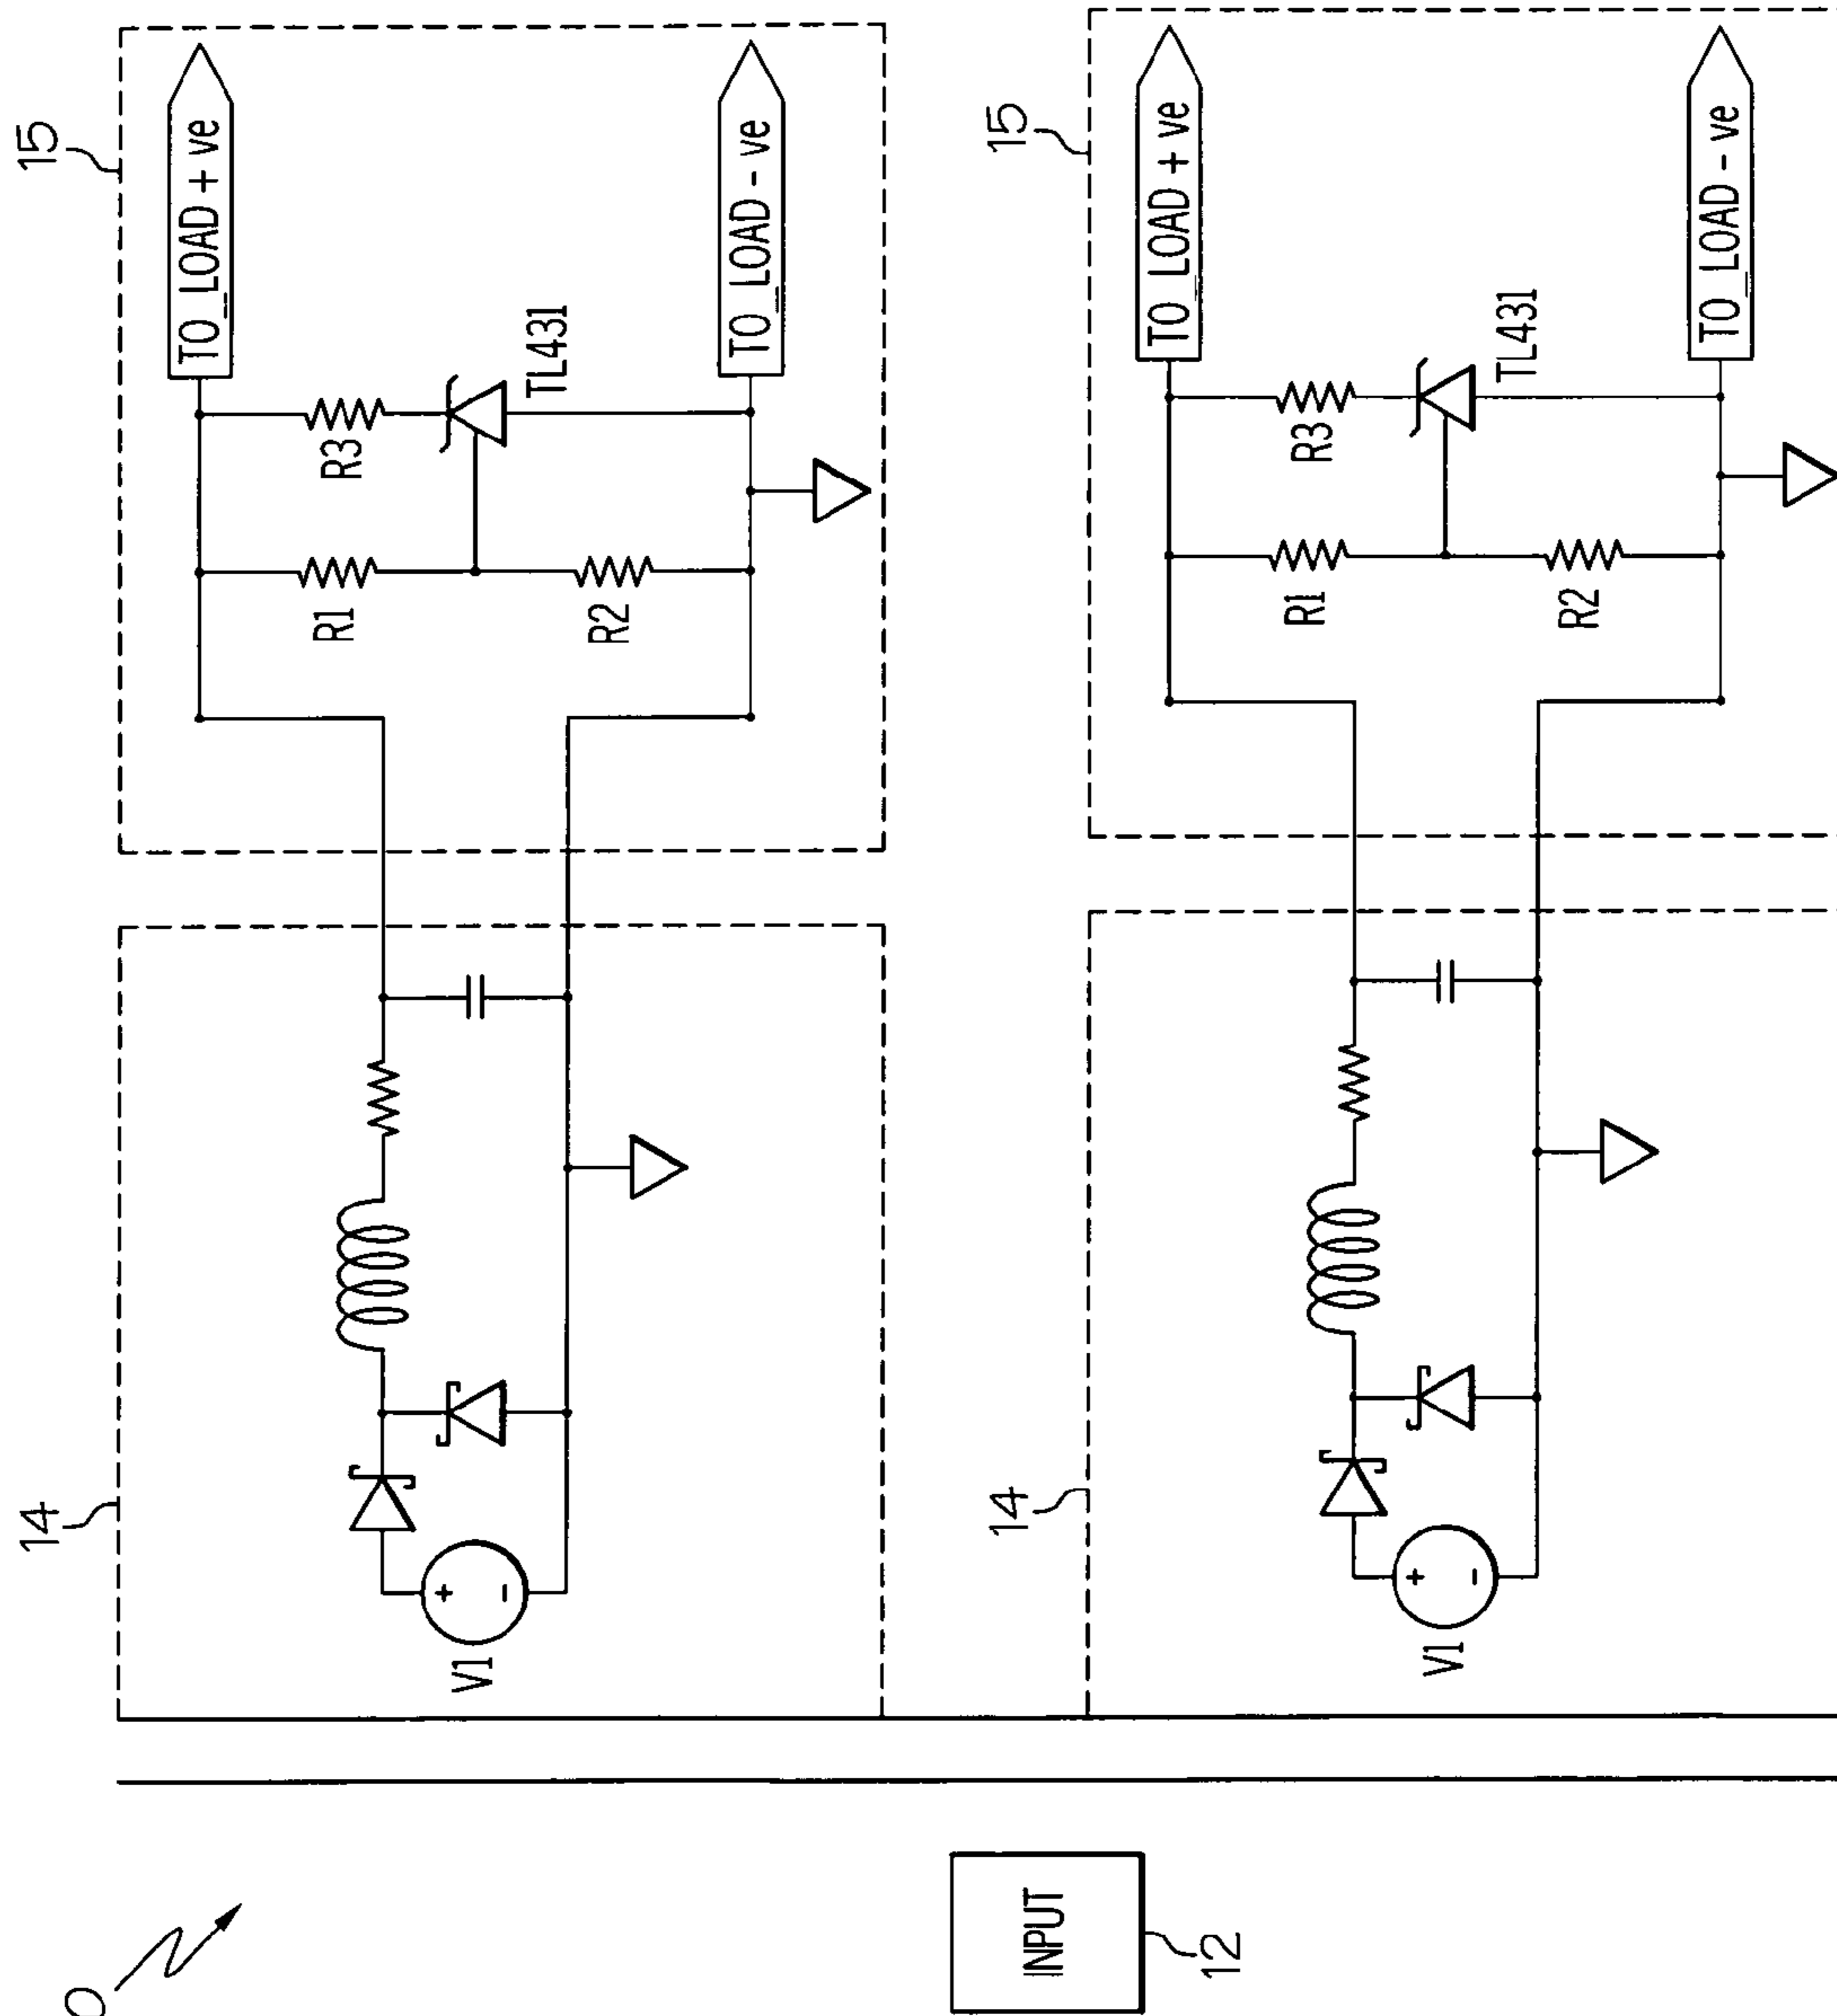 0
14
15
TO_LOAD + ve
R1
R3
V1
TL431
R2
TO_LOAD - ve
INPUT
12
14
15
TO_LOAD + ve
R1
R3
V1
TL431
R2
TO_LOAD - ve